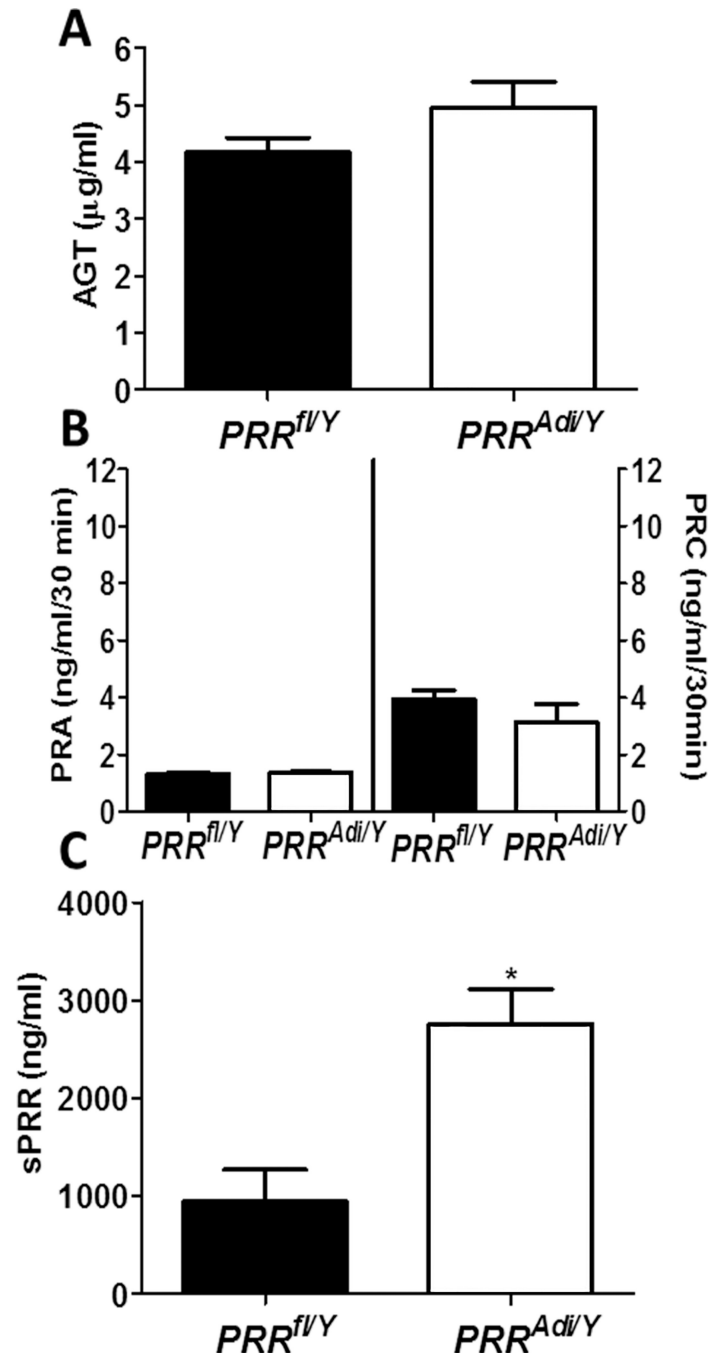 A
6
5
4
3
2
1
0
AGT (μg/ml)
PRR^fl/Y PRR^Adi/Y
B
12
10
8
6
4
2
0
PRA (ng/ml/30 min)
12
10
8
6
4
2
0
PRC (ng/ml/30min)
PRR^fl/Y PRR^Adi/Y PRR^fl/Y PRR^Adi/Y
C
4000
3000
2000
1000
0
sPRR (ng/ml)
*
PRR^fl/Y PRR^Adi/Y